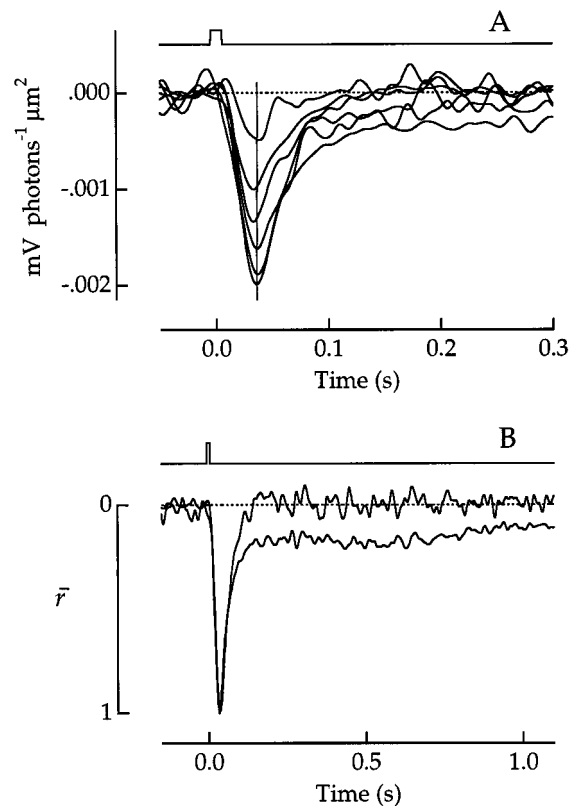 A
mV photons⁻¹ µm²
.000
-.001
-.002
0.0 0.1 0.2 0.3
Time (s)
B
r̄
0
1
0.0 0.5 1.0
Time (s)